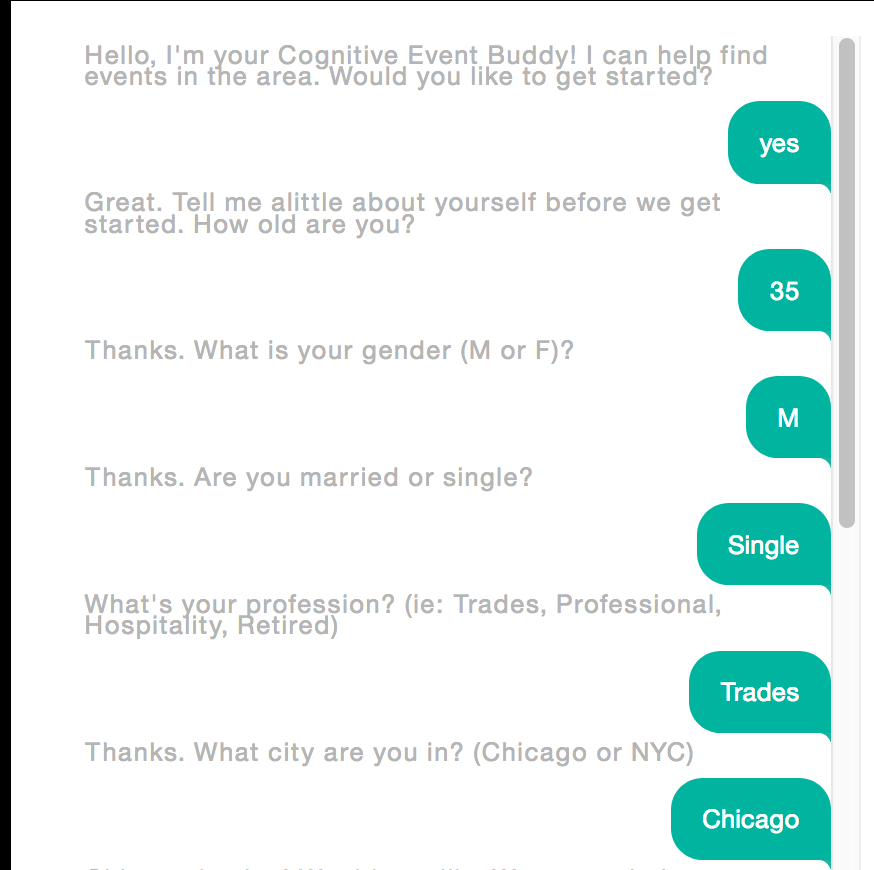 Hello, I'm your Cognitive Event Buddy! I can help find
events in the area. Would you like to get started?
yes
Great. Tell me alittle about yourself before we get
started. How old are you?
35
Thanks. What is your gender (M or F)?
M
Thanks. Are you married or single?
Single
What's your profession? (ie: Trades, Professional,
Hospitality, Retired)
Trades
Thanks. What city are you in? (Chicago or NYC)
Chicago